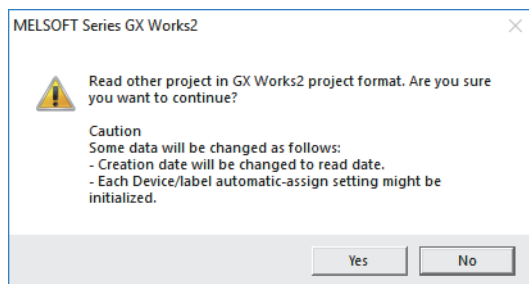 MELSOFT Series GX Works2
Read other project in GX Works2 project format. Are you sure
you want to continue?
Caution
Some data will be changed as follows:
- Creation date will be changed to read date.
- Each Device/label automatic-assign setting might be
initialized.
Yes
No